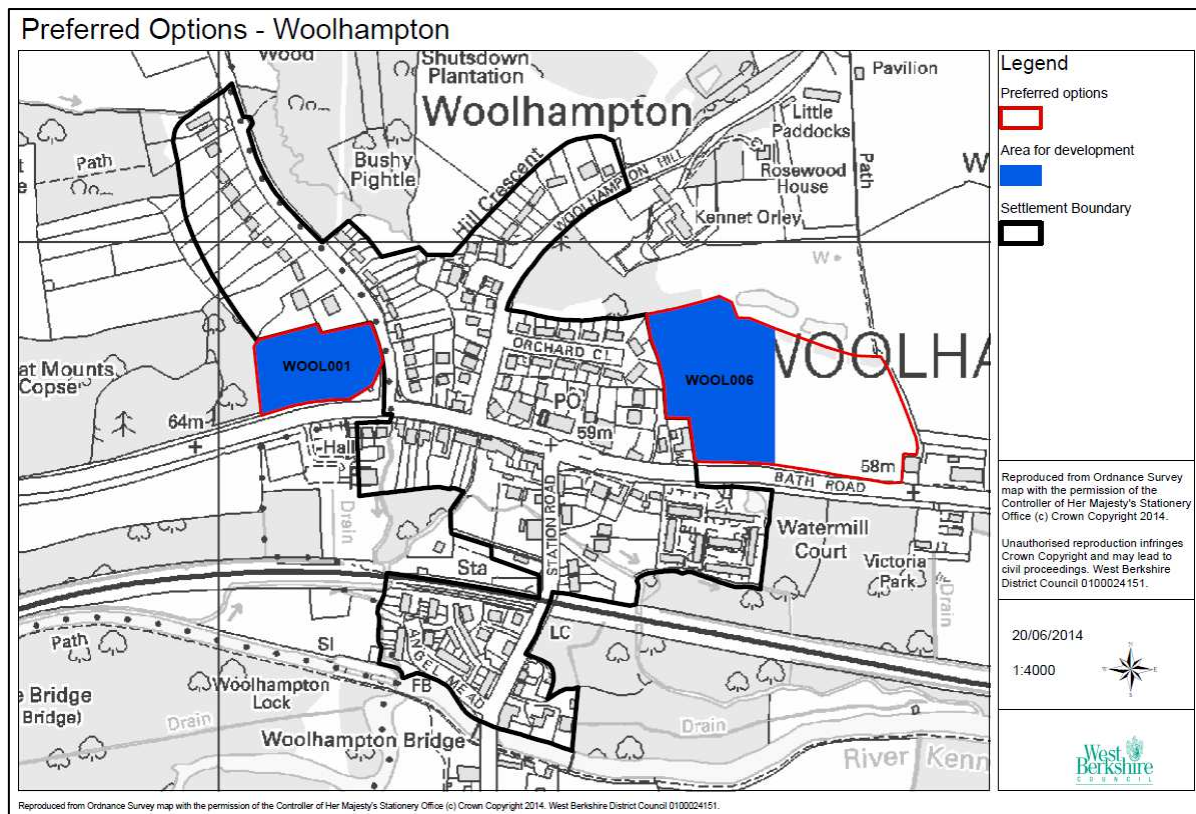 Preferred Options - Woolhampton
Wood
Shutsdown
Plantation
Pavilion
Woolhampton
Little
Paddocks
Path
Bushy
Pightle
Hill Crescent
WOOLHAMPTON HILL
Rosewood
House
Path
W
Kennet Orley
W
ORCHARD CL
WOOL001
WOOL006
WOOLHA
at Mounts
Copse
64m
PO
59m
Hall
58m
BATH ROAD
Drain
STATION ROAD
Watermill
Court
Sta
Victoria
Park
Drain
Path
Sl
LC
ANGEL MEAD
Woolhampton
Lock
FB
e Bridge
Bridge)
Drain
Drain
Woolhampton Bridge
River Kenn
Legend
Preferred options
Area for development
Settlement Boundary
Reproduced from Ordnance Survey
map with the permission of the
Controller of Her Majesty's Stationery
Office (c) Crown Copyright 2014.
Unauthorised reproduction infringes
Crown Copyright and may lead to
civil proceedings. West Berkshire
District Council 0100024151.
20/06/2014
1:4000
N
E
S
W
West
Berkshire
COUNCIL
Reproduced from Ordnance Survey map with the permission of the Controller of Her Majesty's Stationery Office (c) Crown Copyright 2014. West Berkshire District Council 0100024151.